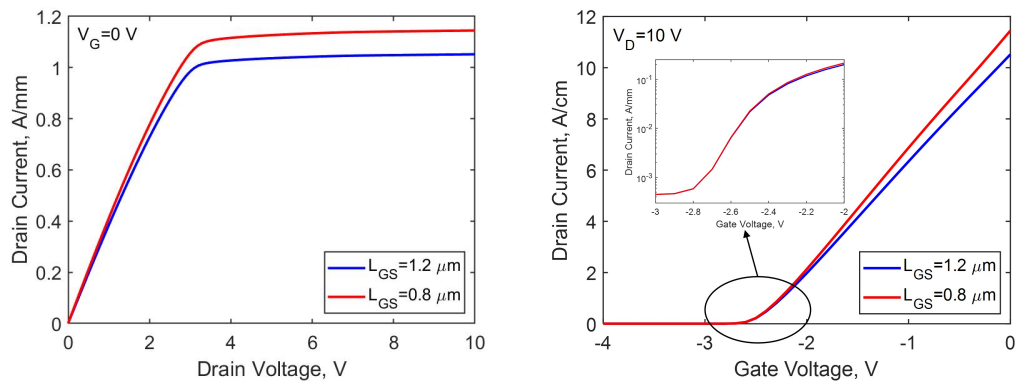 V_G=0 V
1.2
1
0.8
0.6
0.4
0.2
0
0 2 4 6 8 10
Drain Current, A/mm
Drain Voltage, V
L_GS=1.2 μm
L_GS=0.8 μm
V_D=10 V
12
10
8
6
4
2
0
-4 -3 -2 -1 0
Drain Current, A/cm
Gate Voltage, V
10^-1
10^-2
10^-3
-3 -2.8 -2.6 -2.4 -2.2 -2
Drain Current, A/mm
Gate Voltage, V
L_GS=1.2 μm
L_GS=0.8 μm